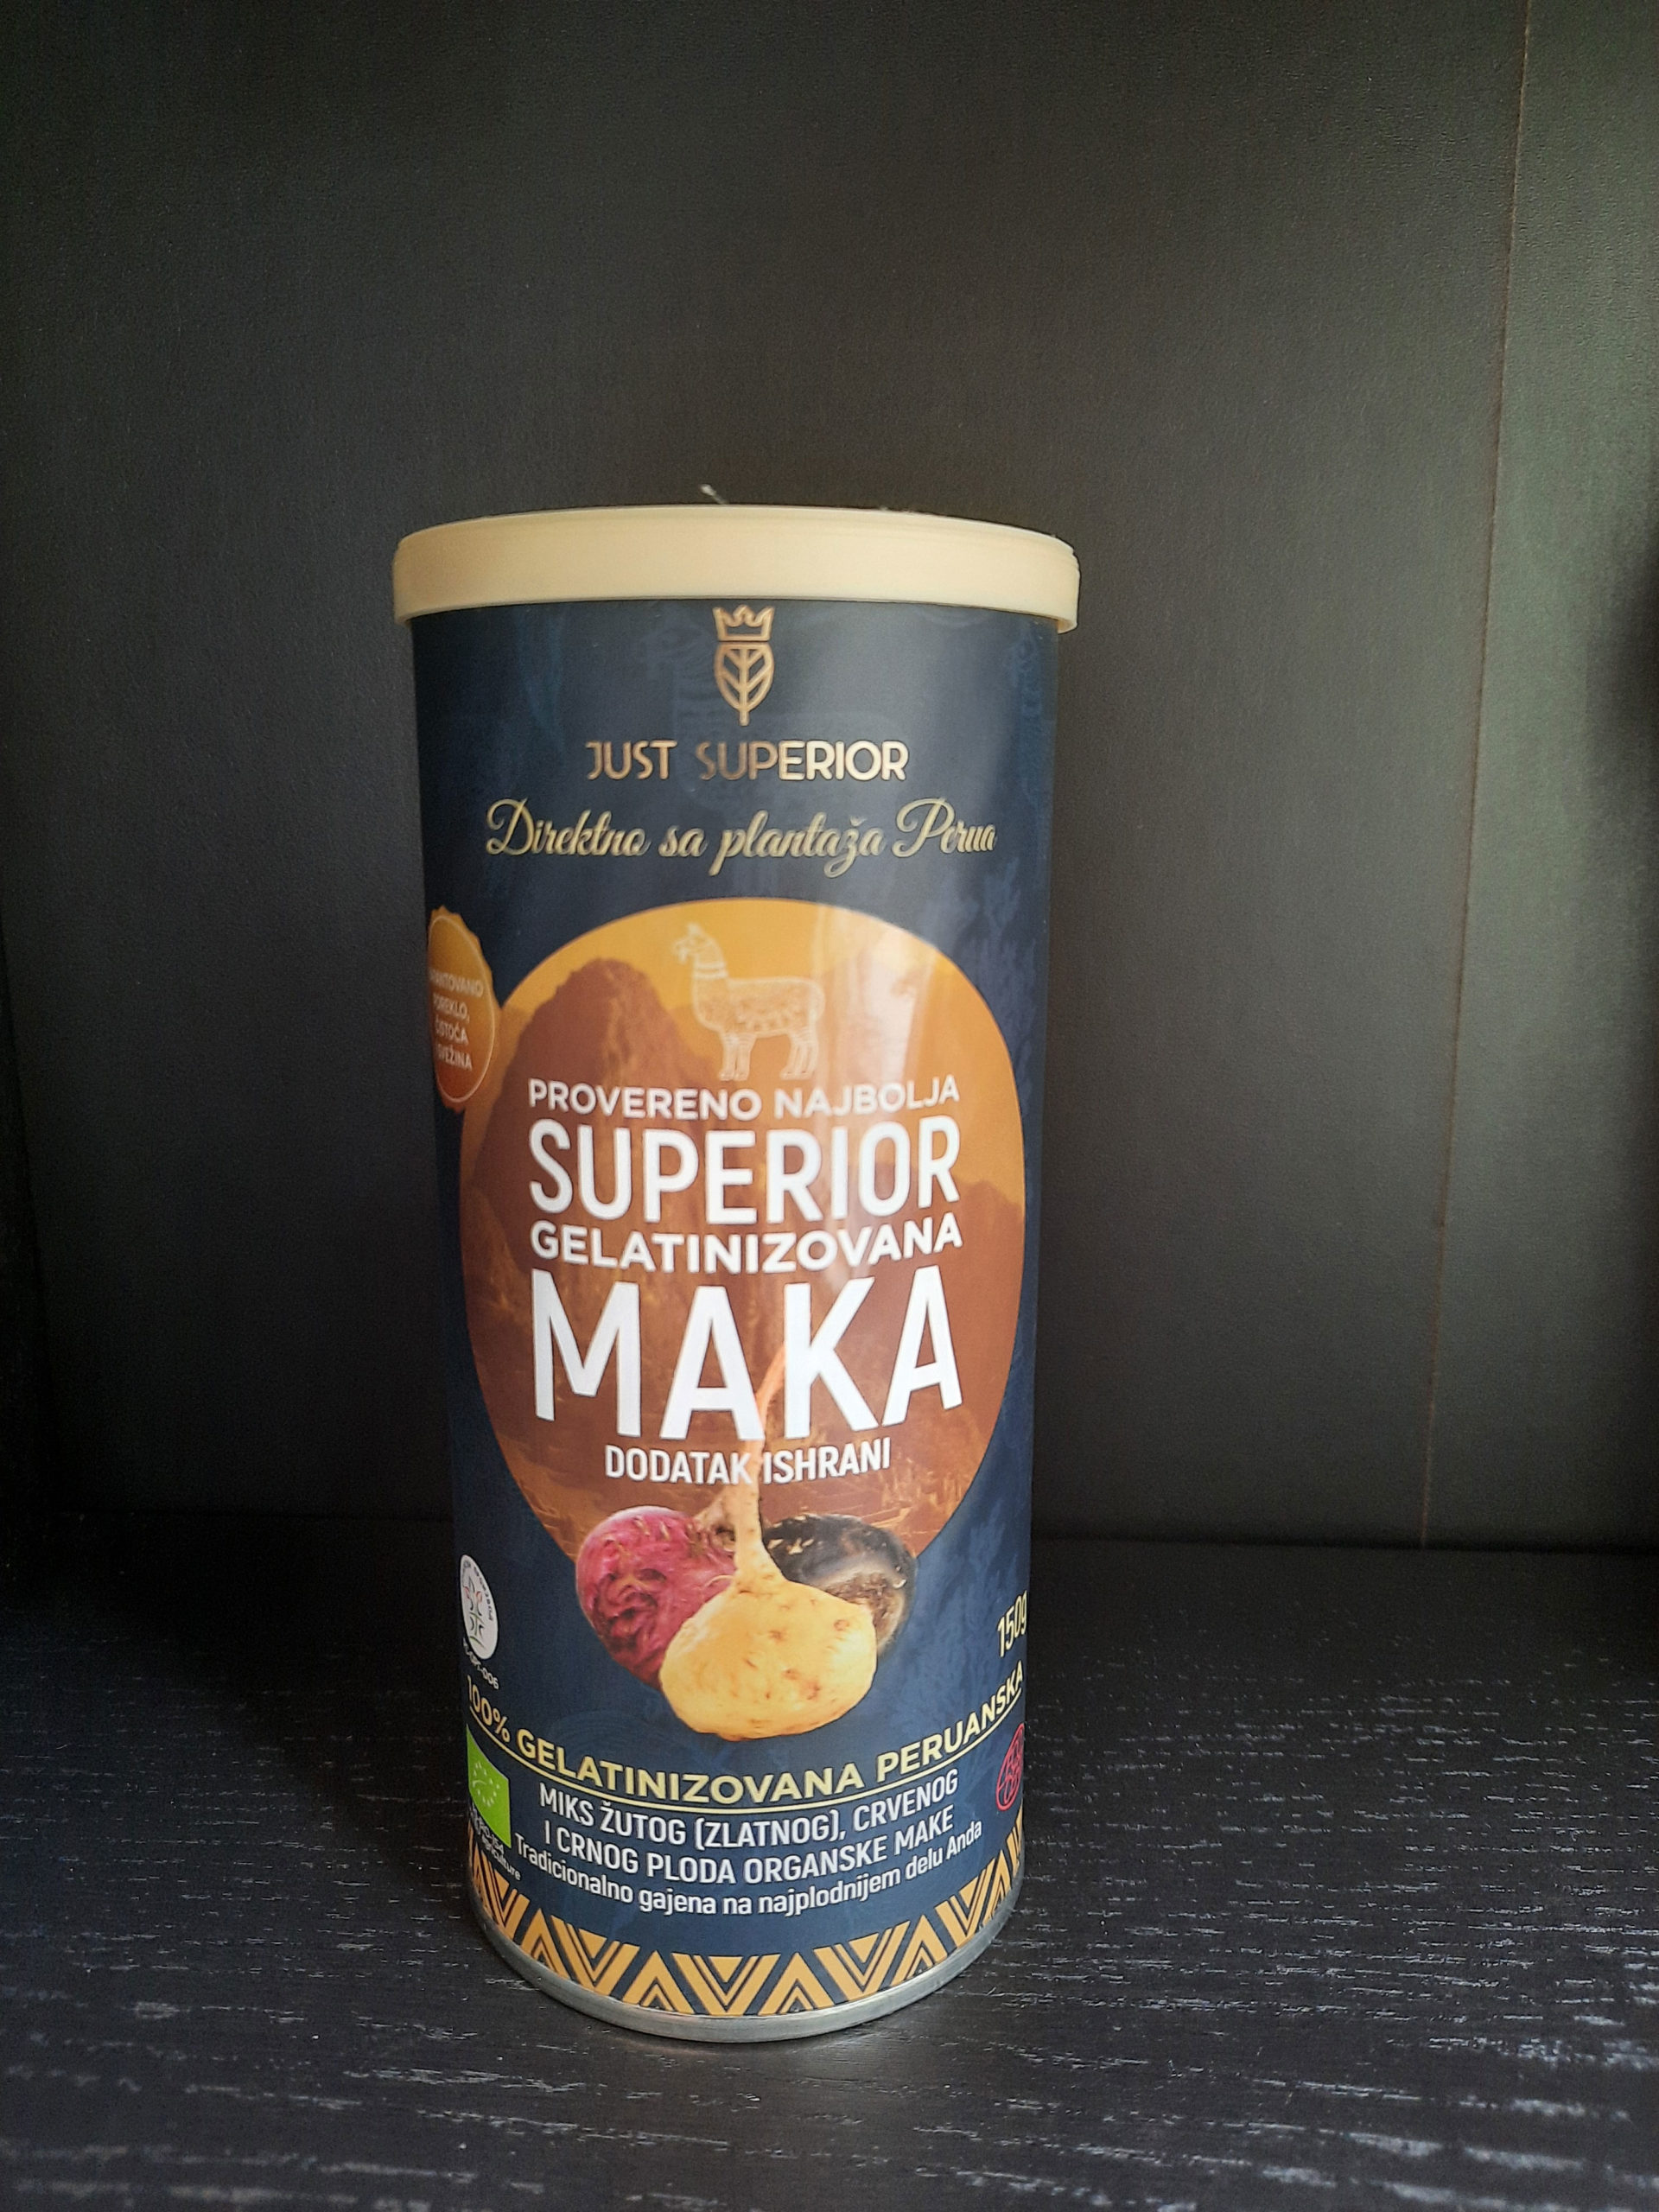 JUST SUPERIOR
Direktno sa plantaža Perua
POREKLO,
PROVERENO NAJBOLJA
SUPERIOR
GELATINIZOVANA
MAKA
DODATAK ISHRANI
150g
100% GELATINIZOVANA PERUANSKA
MIKS ŽUTOG (ZLATNOG), CRVENOG
I CRNOG PLODA ORGANSKE MAKE
Tradicionalno gajena na najplodnijem delu Anda